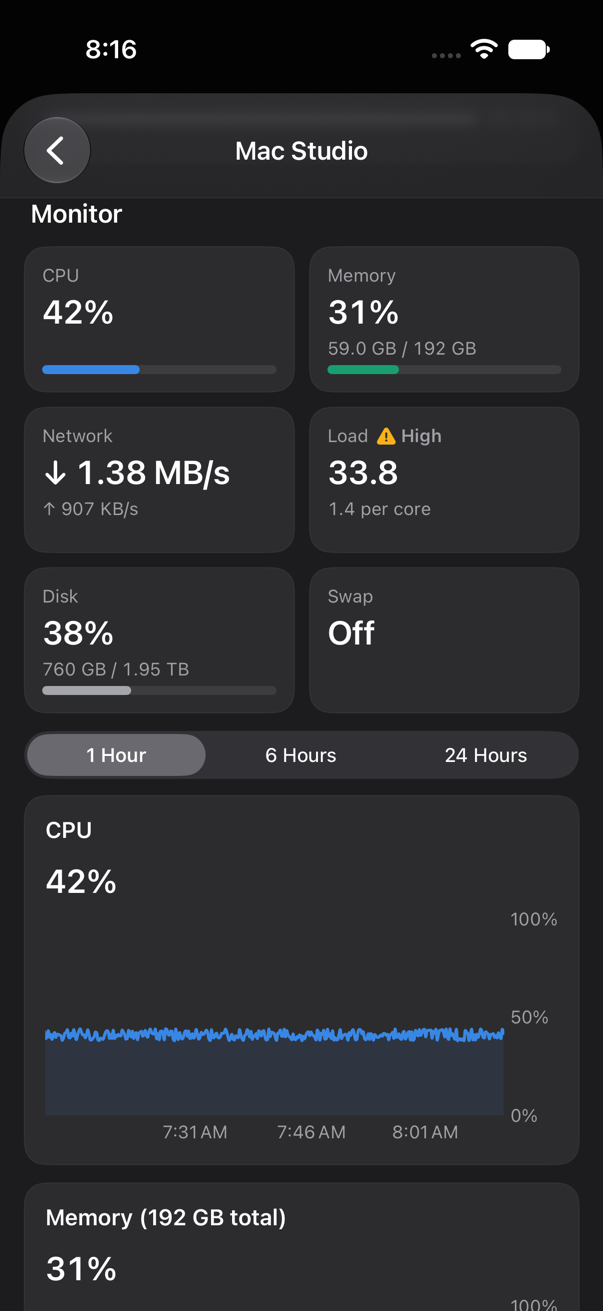 8:16
Mac Studio
Monitor
CPU
42%
Memory
31%
59.0 GB / 192 GB
Network
↓ 1.38 MB/s
↑ 907 KB/s
Load ⚠️ High
33.8
1.4 per core
Disk
38%
760 GB / 1.95 TB
Swap
Off
1 Hour
6 Hours
24 Hours
CPU
42%
100%
50%
0%
7:31 AM
7:46 AM
8:01 AM
Memory (192 GB total)
31%
100%